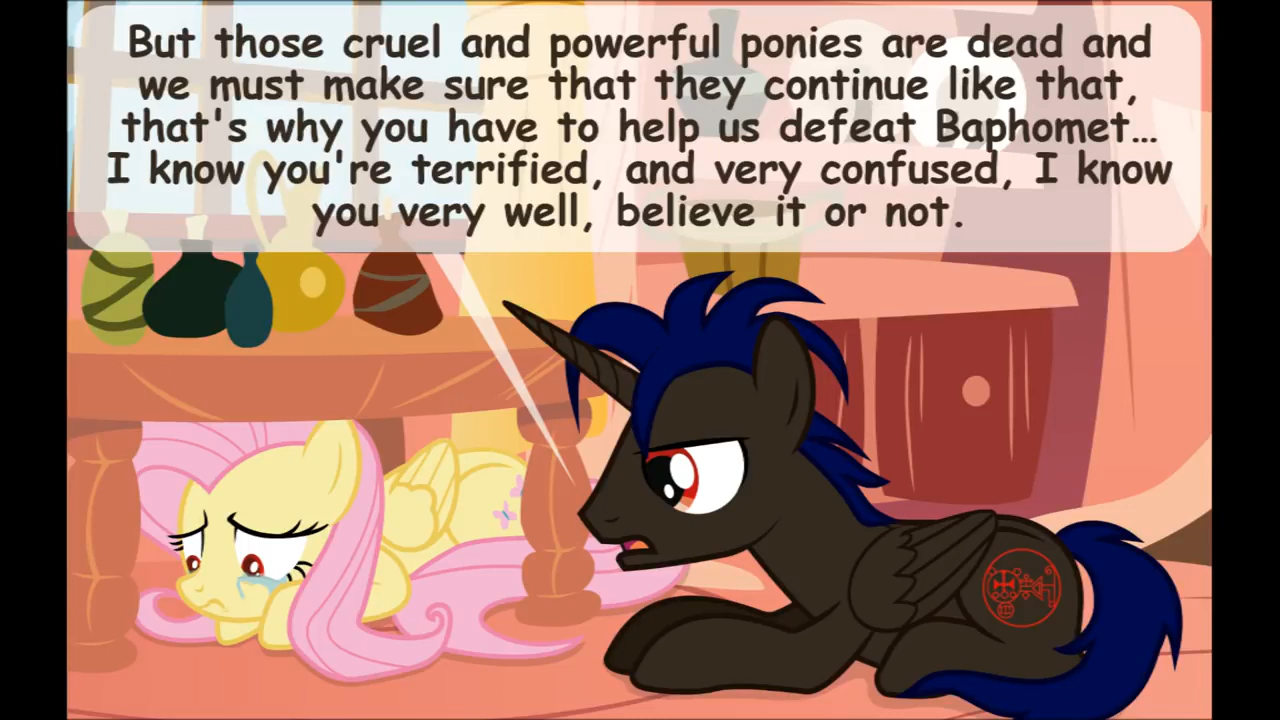 But those cruel and powerful ponies are dead and
we must make sure that they continue like that,
that's why you have to help us defeat Baphomet...
I know you're terrified, and very confused, I know
you very well, believe it or not.